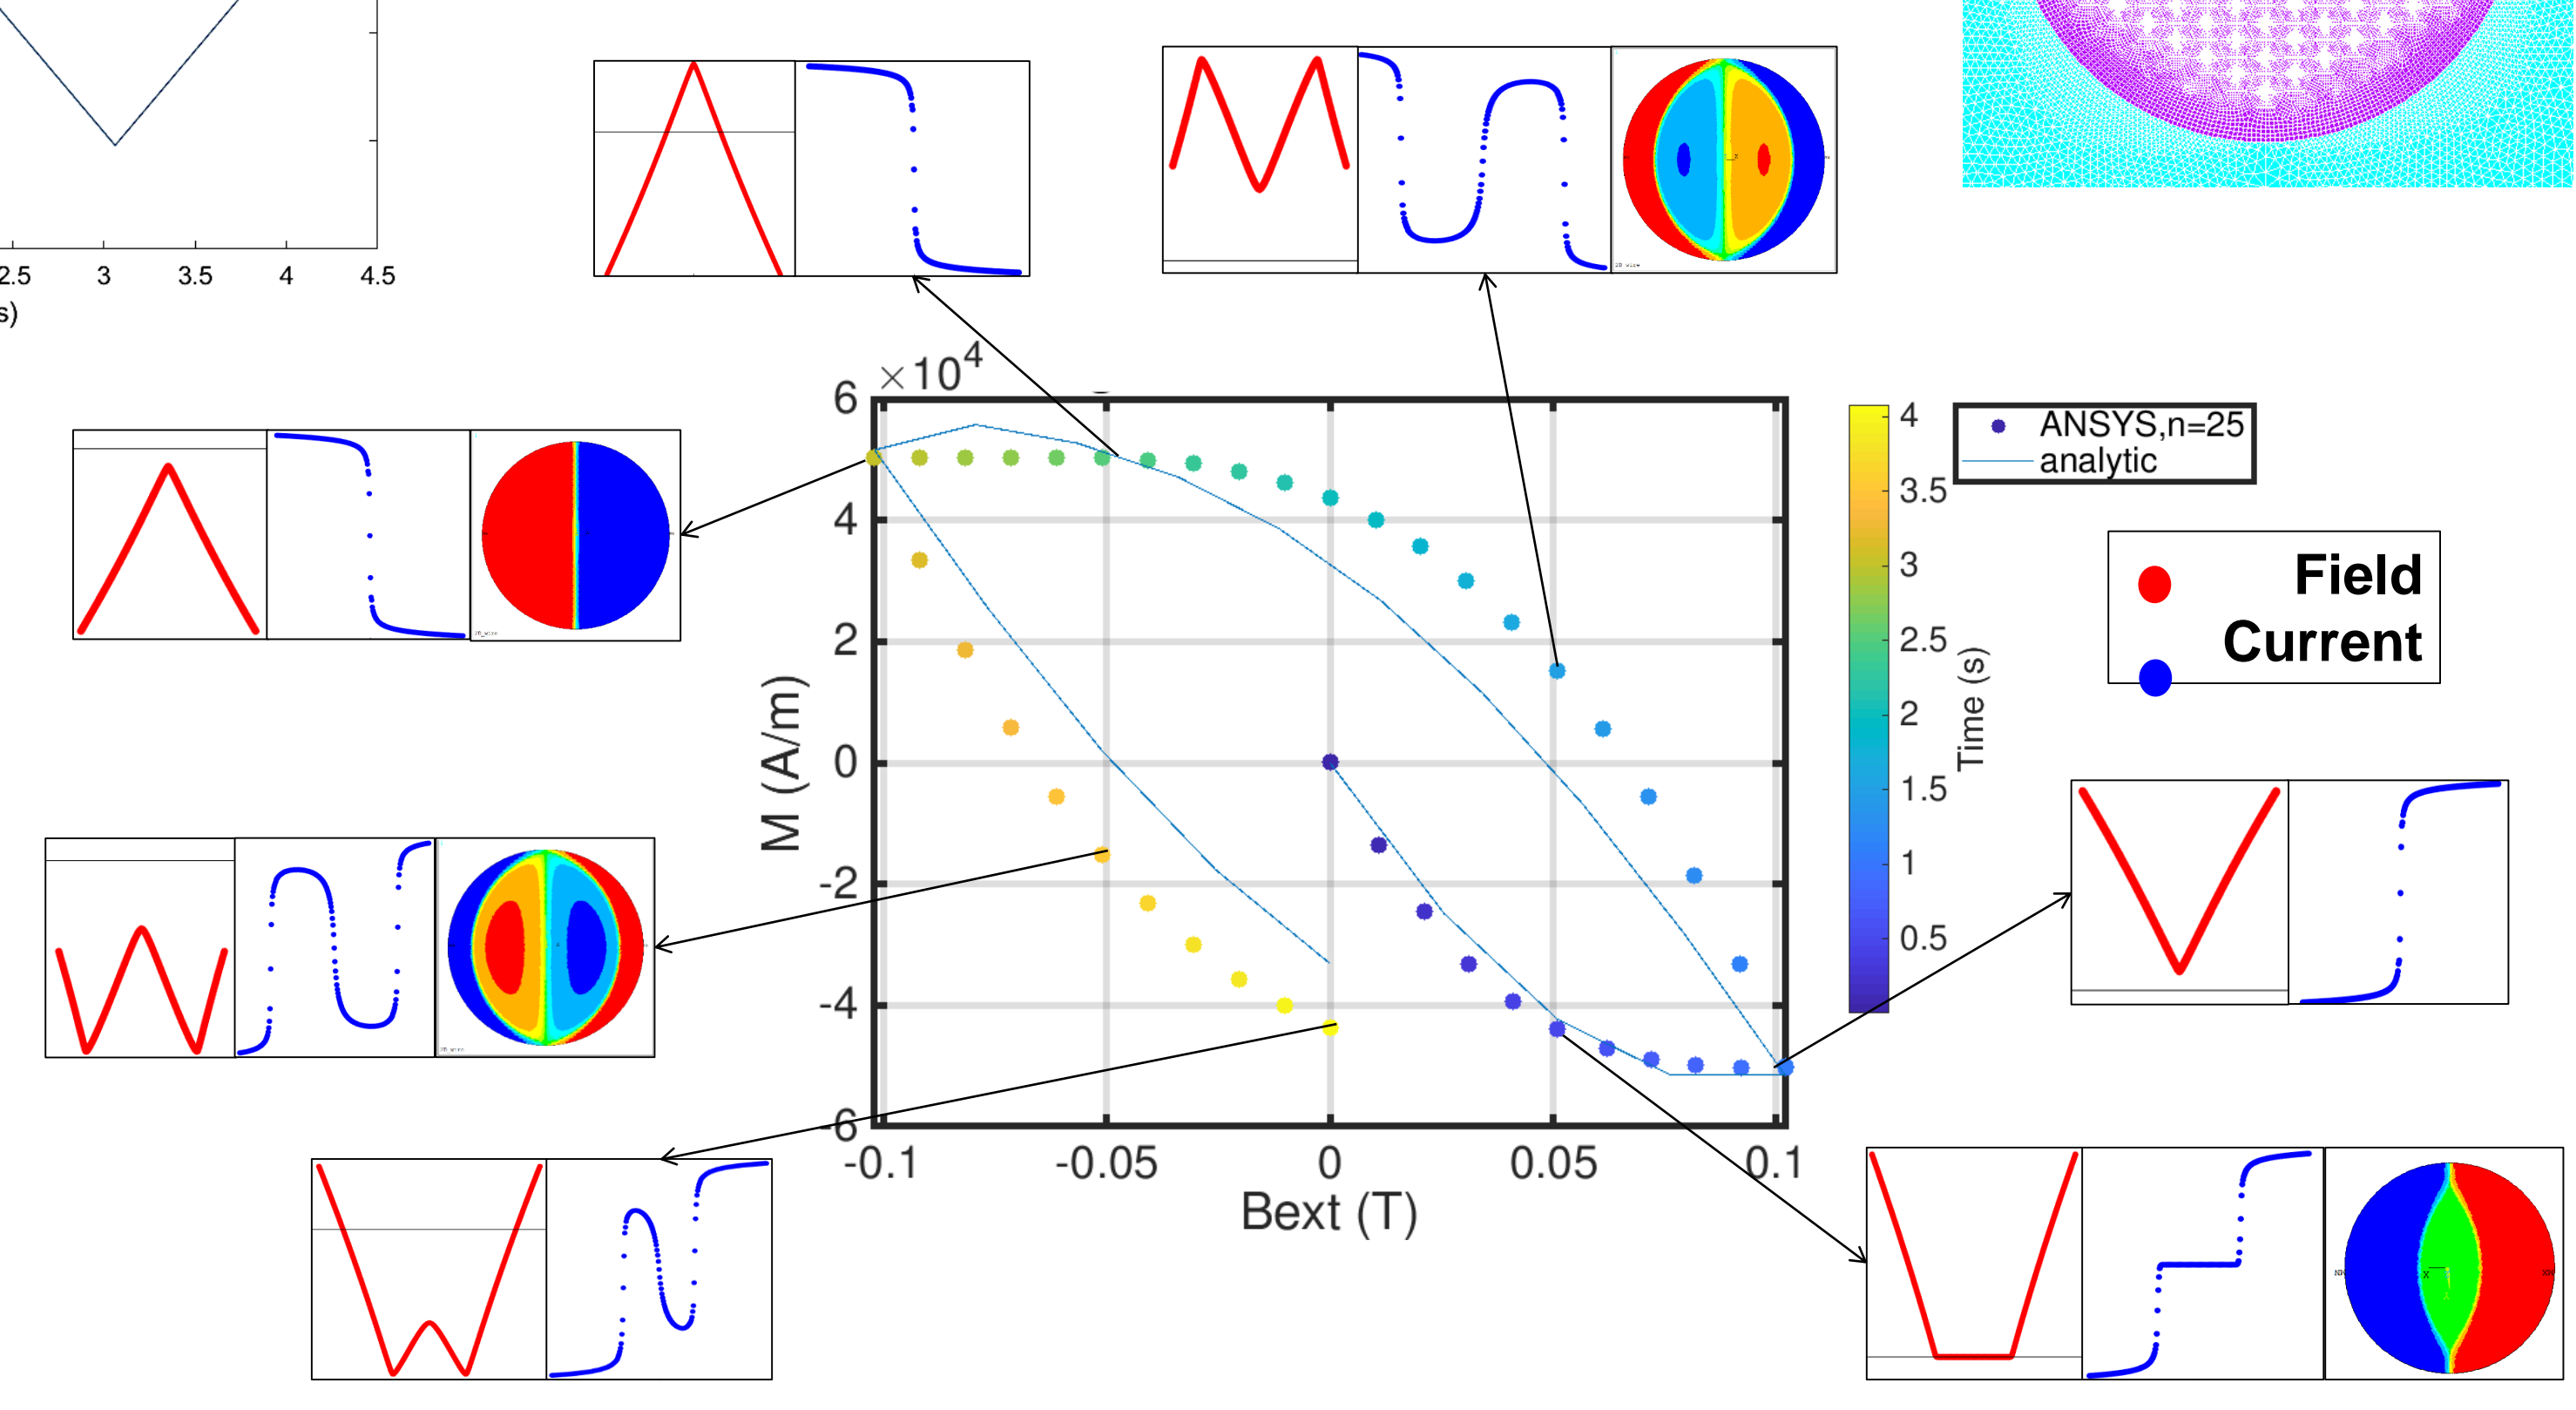 2.5 3 3.5 4 4.5
s)
×10⁴
6
4
2
0
-2
-4
-6
M (A/m)
-0.1 -0.05 0 0.05 0.1
Bext (T)
4
3.5
3
2.5
2
1.5
1
0.5
Time (s)
ANSYS,n=25
analytic
Field
Current